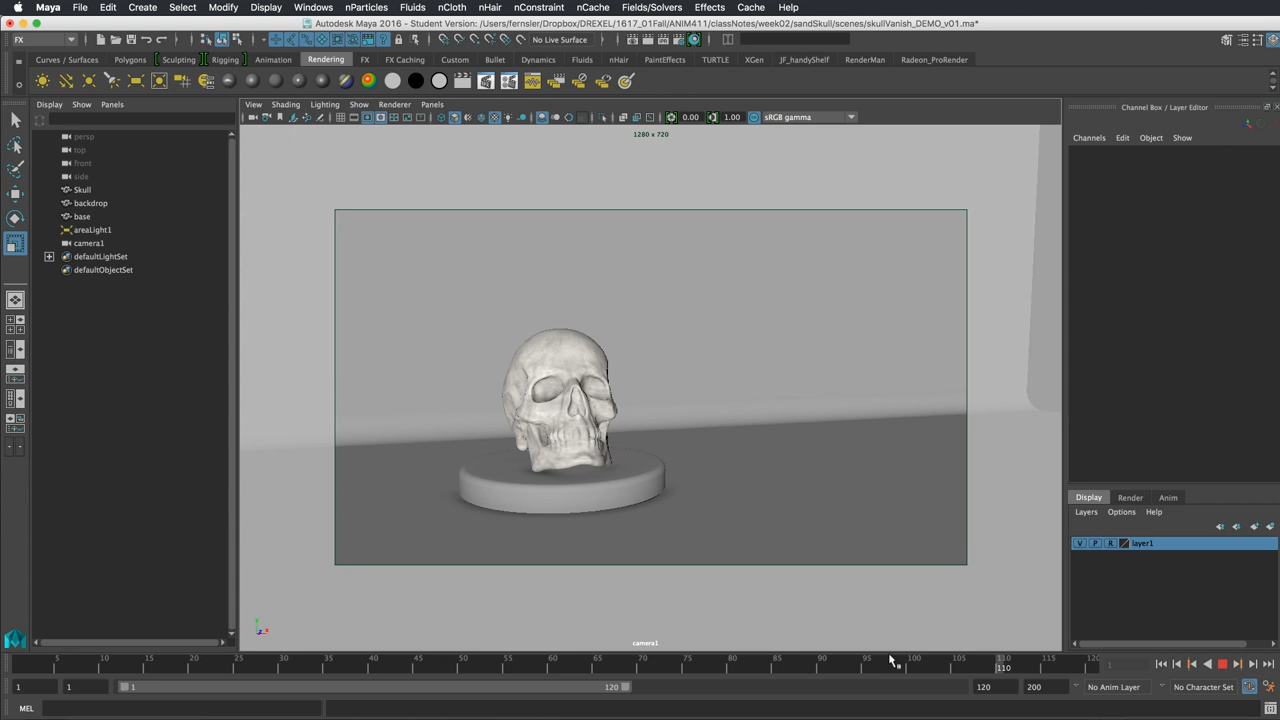 Maya File Edit Create Select Modify Display Windows nParticles Fluids nCloth nHair nConstraint nCache Fields/Solvers Effects Cache Help
Autodesk Maya 2016 - Student Version: /Users/fernsler/Dropbox/DREXEL/1617_01Fall/ANIM411/classNotes/week02/sandSkull/scenes/skullVanish_DEMO_v01.ma*
FX No Live Surface
Curves / Surfaces Polygons Sculpting Rigging Animation Rendering FX FX Caching Custom Bullet Dynamics Fluids nHair PaintEffects TURTLE XGen JF_handyShelf RenderMan Radeon_ProRender
Display Show Panels
View Shading Lighting Show Renderer Panels
0.00 1.00 sRGB gamma
Channel Box / Layer Editor
Channels Edit Object Show
1280 x 720
persp
top
front
side
Skull
backdrop
base
areaLight1
camera1
defaultLightSet
defaultObjectSet
Display Render Anim
Layers Options Help
V P R layer1
camera1
5 10 15 20 25 30 35 40 45 50 55 60 65 70 75 80 85 90 95 100 105 110 115 120
110
1
1 1 1 120 120 200 No Anim Layer No Character Set
MEL